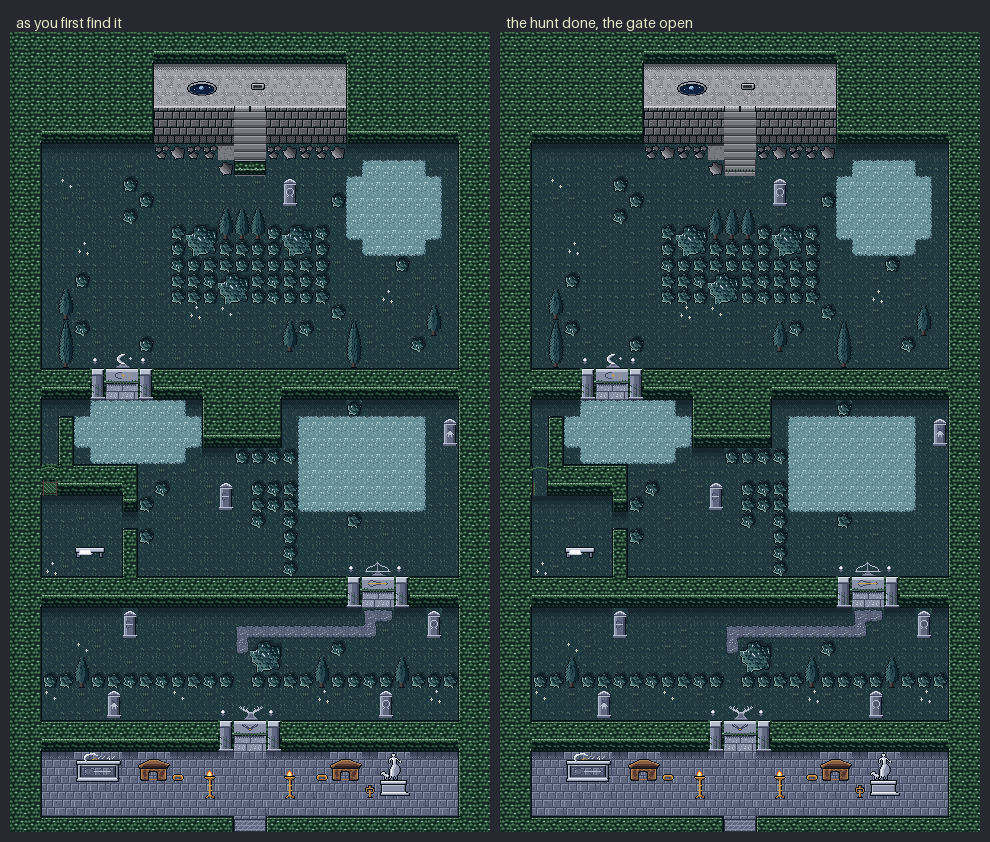 as you first find it
the hunt done, the gate open